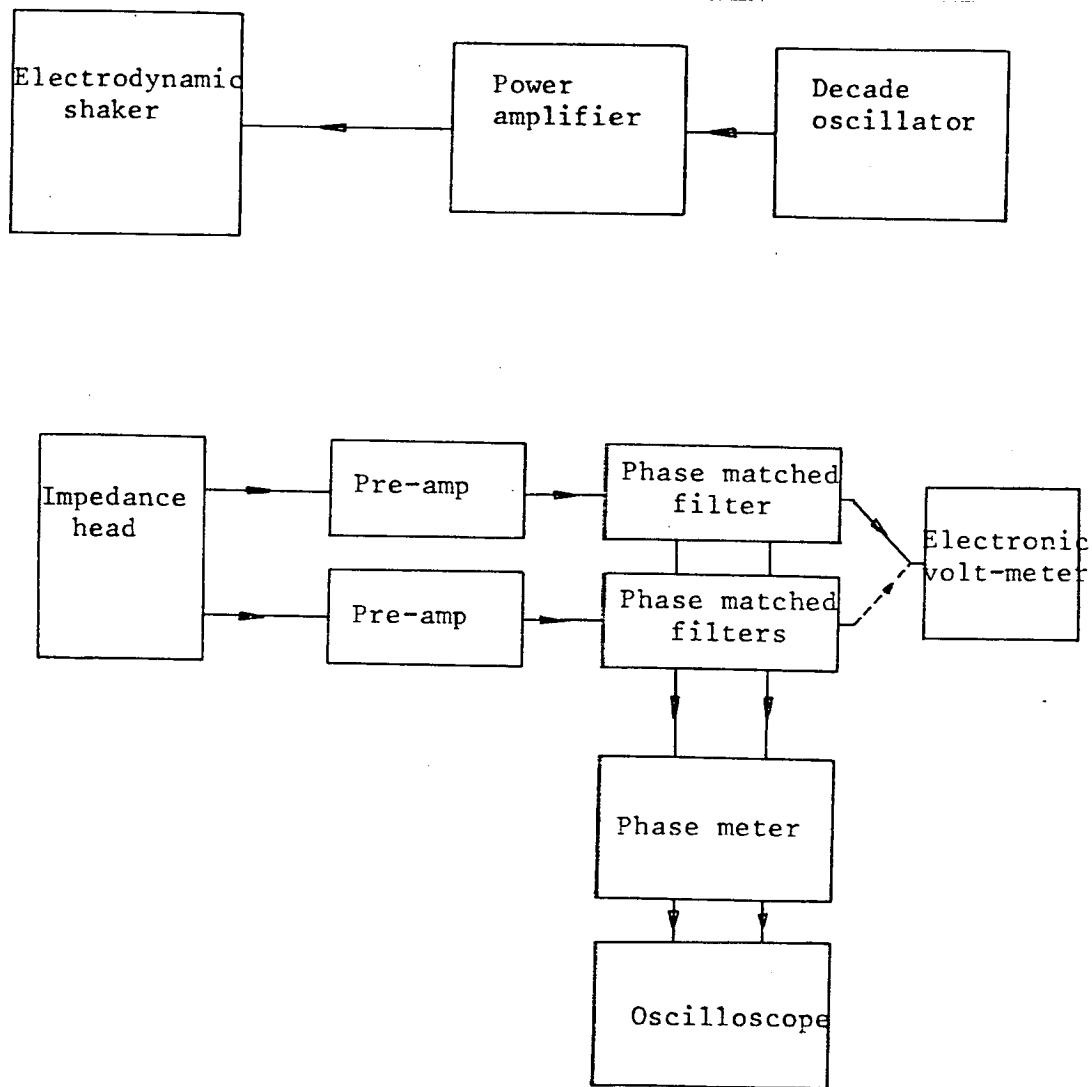 Electrodynamic
shaker
Power
amplifier
Decade
oscillator
Impedance
head
Pre-amp
Phase matched
filter
Electronic
volt-meter
Pre-amp
Phase matched
filters
Phase meter
Oscilloscope